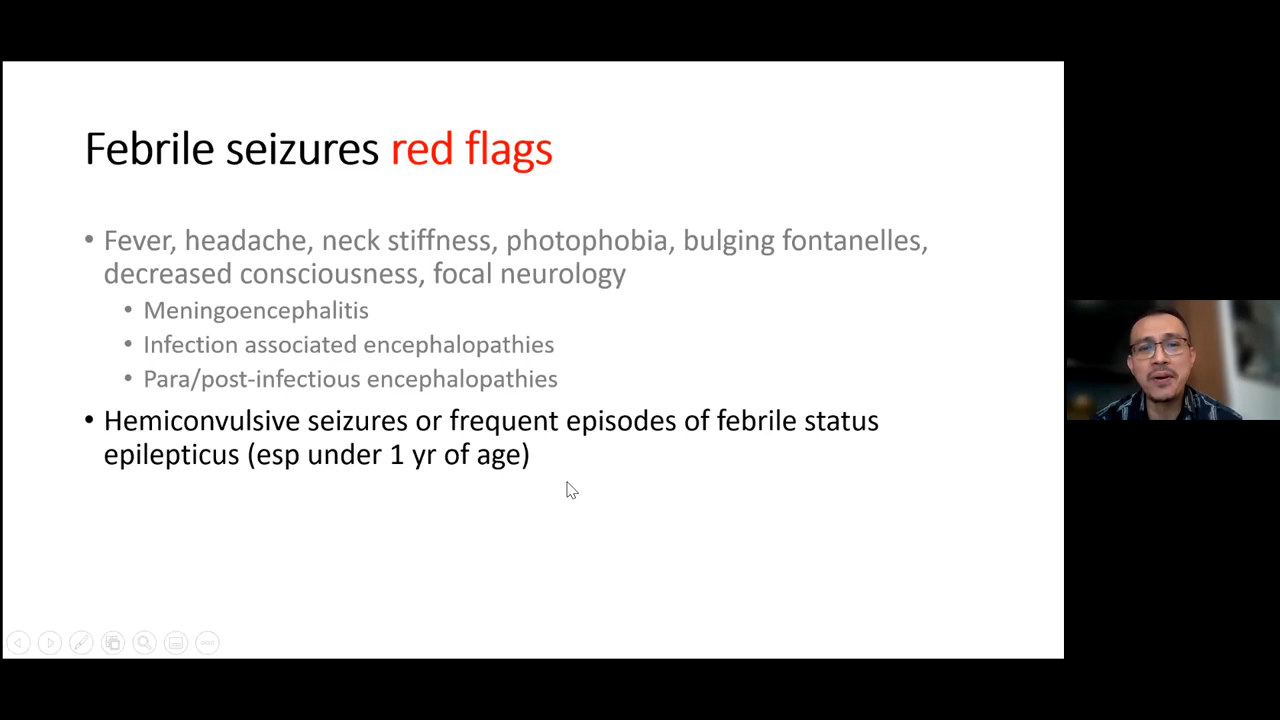 Febrile seizures red flags
• Fever, headache, neck stiffness, photophobia, bulging fontanelles,
decreased consciousness, focal neurology
• Meningoencephalitis
• Infection associated encephalopathies
• Para/post-infectious encephalopathies
• Hemiconvulsive seizures or frequent episodes of febrile status
epilepticus (esp under 1 yr of age)